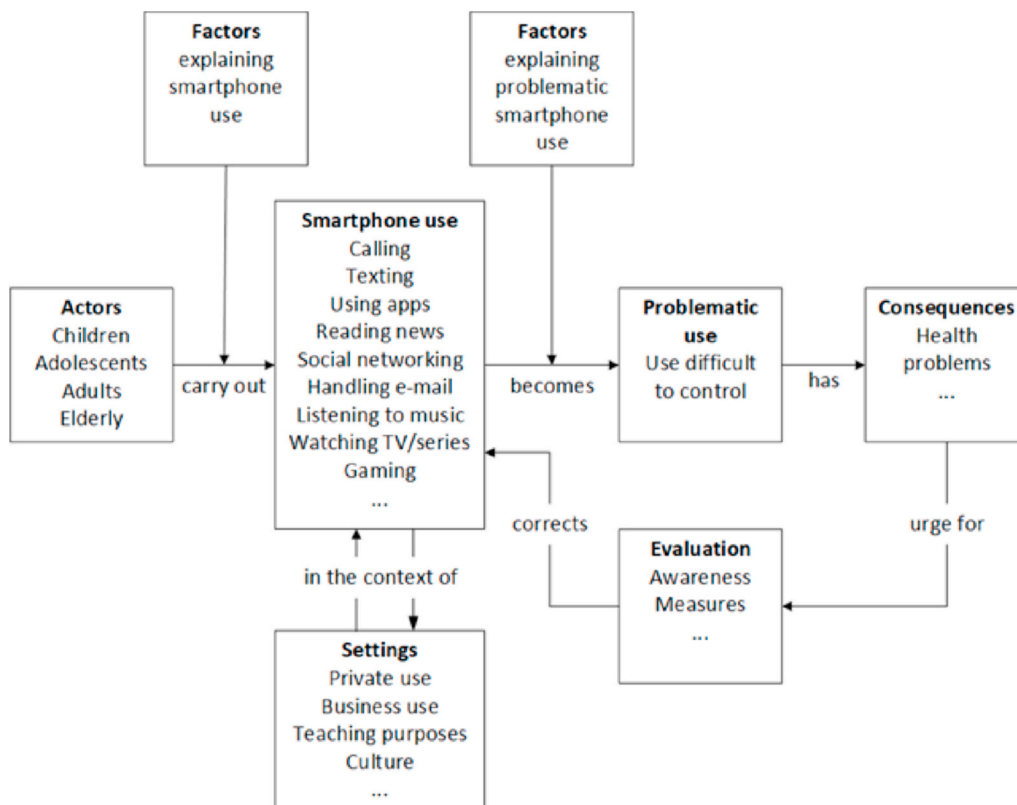 Factors
explaining
smartphone
use
Factors
explaining
problematic
smartphone
use
Actors
Children
Adolescents
Adults
Elderly
carry out
Smartphone use
Calling
Texting
Using apps
Reading news
Social networking
Handling e-mail
Listening to music
Watching TV/series
Gaming
...
becomes
Problematic
use
Use difficult
to control
has
Consequences
Health
problems
...
urge for
Evaluation
Awareness
Measures
...
corrects
in the context of
Settings
Private use
Business use
Teaching purposes
Culture
...